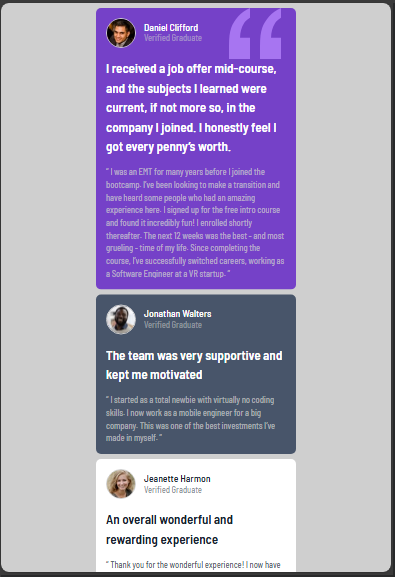 Daniel Clifford
Verified Graduate
I received a job offer mid-course,
and the subjects I learned were
current, if not more so, in the
company I joined. I honestly feel I
got every penny’s worth.
“ I was an EMT for many years before I joined the
bootcamp. I’ve been looking to make a transition and
have heard some people who had an amazing
experience here. I signed up for the free intro course
and found it incredibly fun! I enrolled shortly
thereafter. The next 12 weeks was the best - and most
grueling - time of my life. Since completing the
course, I’ve successfully switched careers, working as
a Software Engineer at a VR startup. ”
Jonathan Walters
Verified Graduate
The team was very supportive and
kept me motivated
“ I started as a total newbie with virtually no coding
skills. I now work as a mobile engineer for a big
company. This was one of the best investments I’ve
made in myself. ”
Jeanette Harmon
Verified Graduate
An overall wonderful and
rewarding experience
“ Thank you for the wonderful experience! I now have